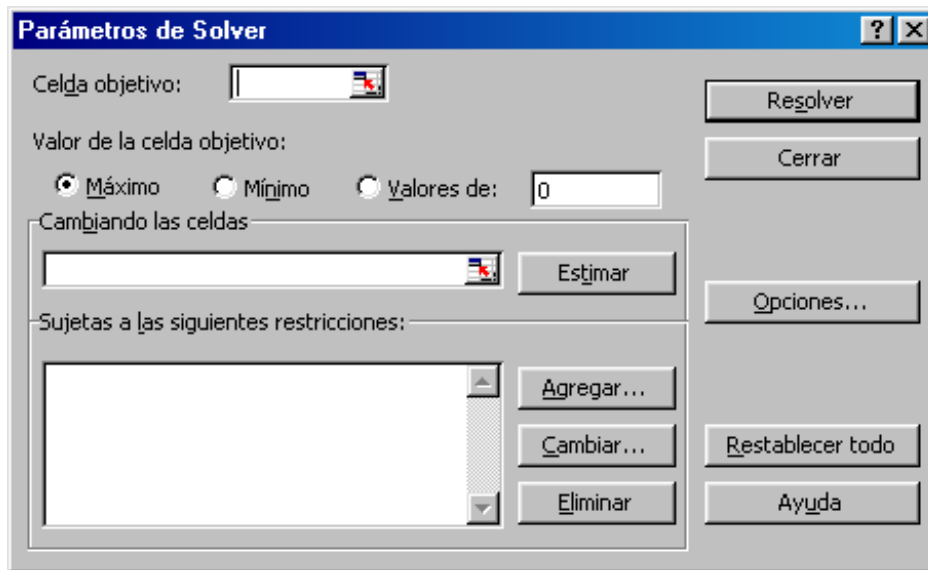 Parámetros de Solver
Celda objetivo:
Resolver
Valor de la celda objetivo:
Cerrar
Máximo Mínimo Valores de: 0
Cambiando las celdas
Estimar
Opciones...
Sujetas a las siguientes restricciones:
Agregar...
Cambiar...
Restablecer todo
Eliminar
Ayuda